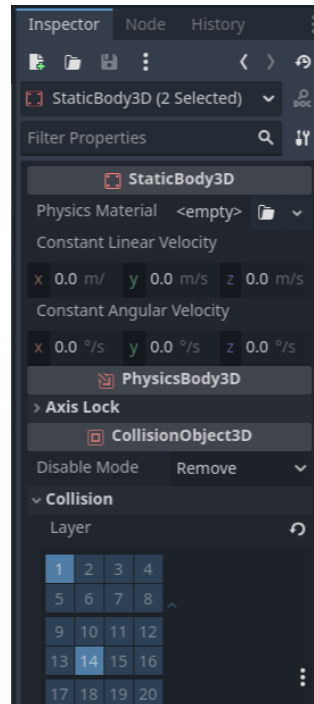 Inspector Node History
StaticBody3D (2 Selected) DOC
Filter Properties
StaticBody3D
Physics Material <empty>
Constant Linear Velocity
x 0.0 m/ y 0.0 m/s z 0.0 m/s
Constant Angular Velocity
x 0.0 °/s y 0.0 °/s z 0.0 °/s
PhysicsBody3D
Axis Lock
CollisionObject3D
Disable Mode Remove
Collision
Layer
1 2 3 4
5 6 7 8
9 10 11 12
13 14 15 16
17 18 19 20